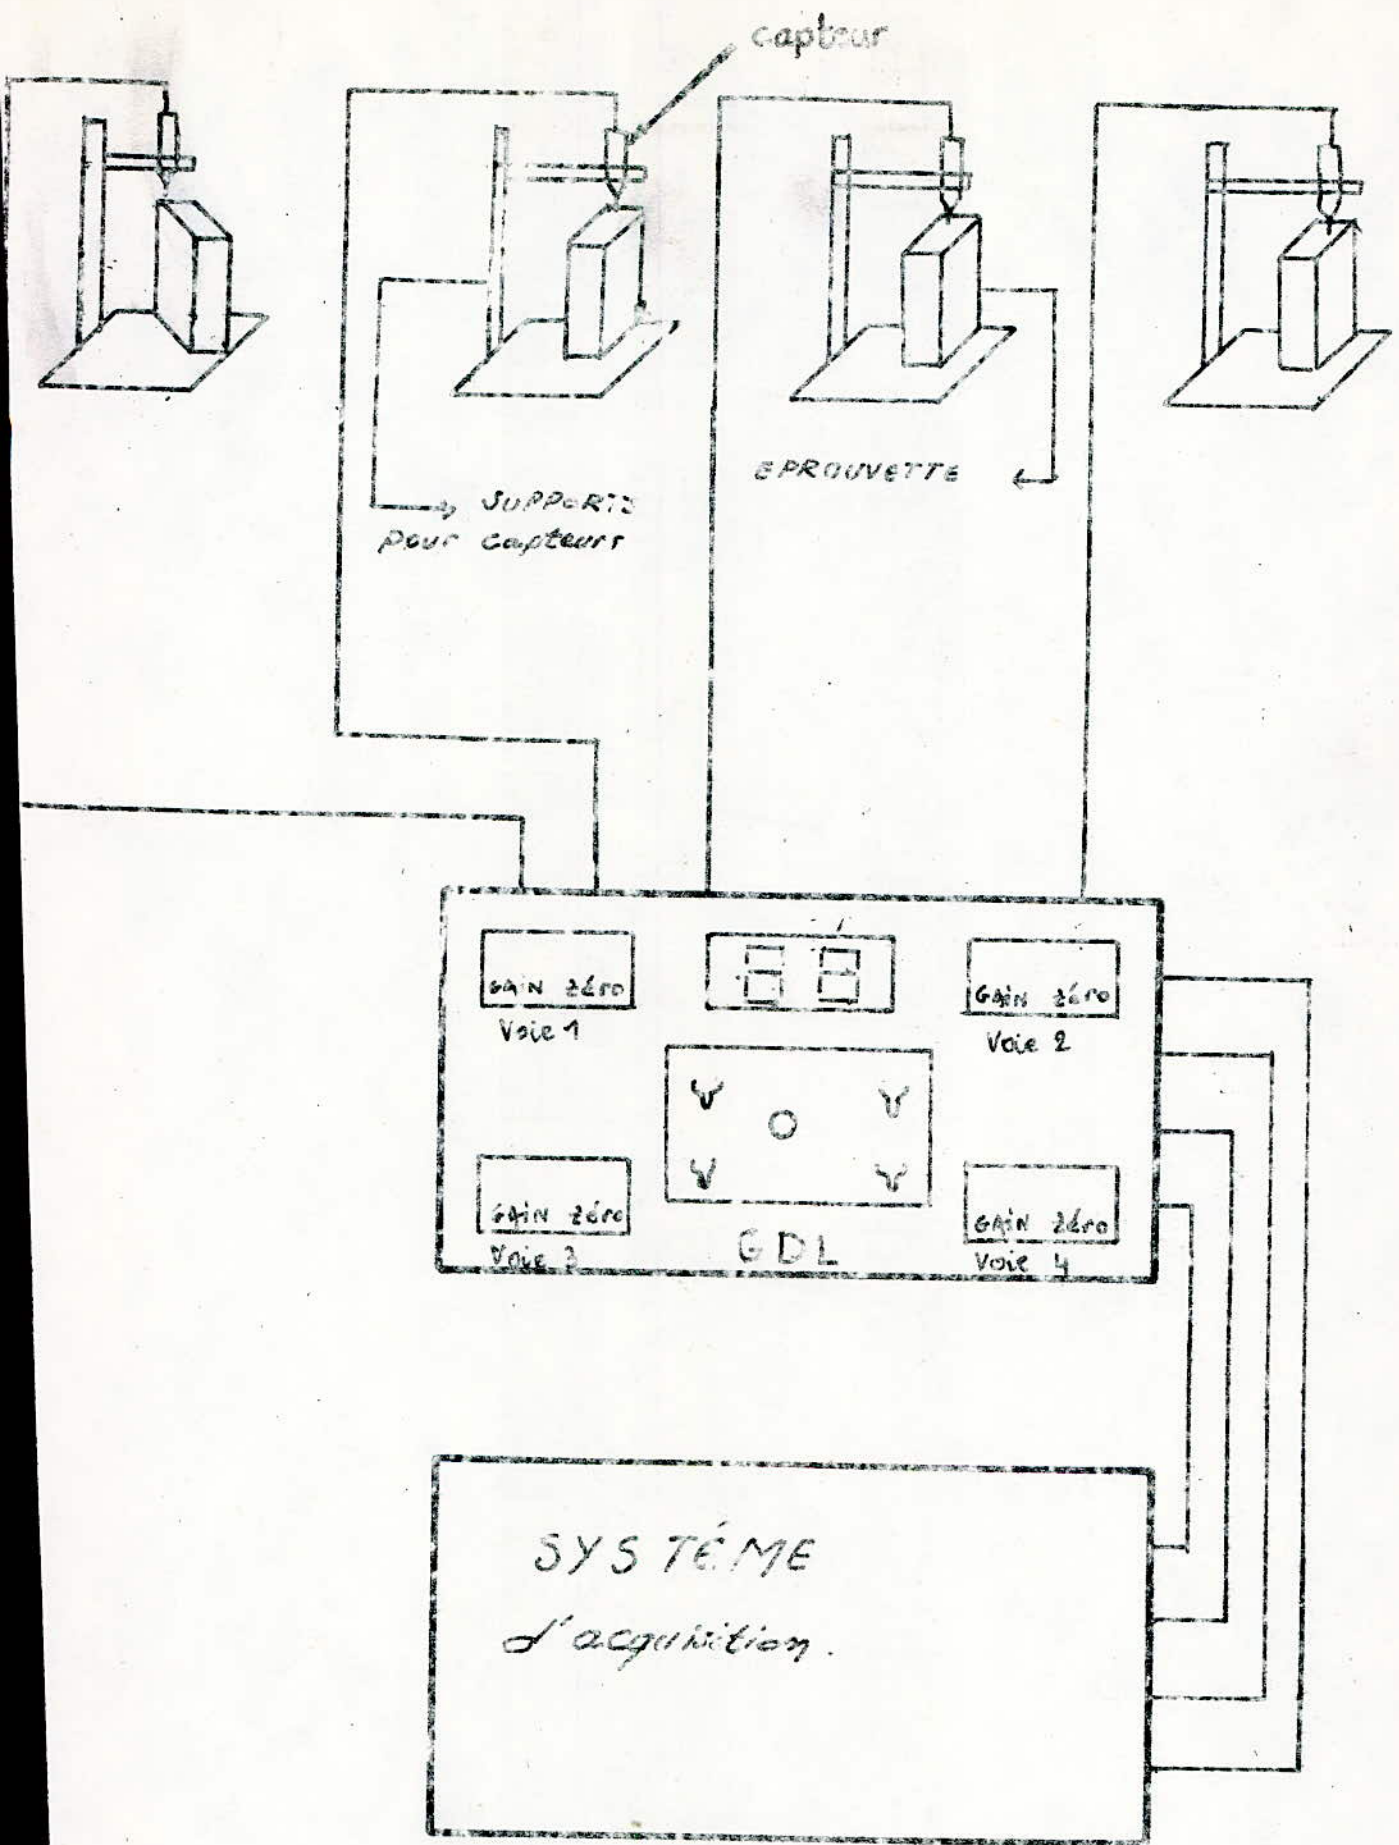 capteur
SUPPORTS
pour capteurs
EPROUVETTE
GAIN zéro
Voie 1
GAIN zéro
Voie 2
GAIN zéro
Voie 3
GDL
GAIN zéro
Voie 4
SYSTÉME
d'acquisition.